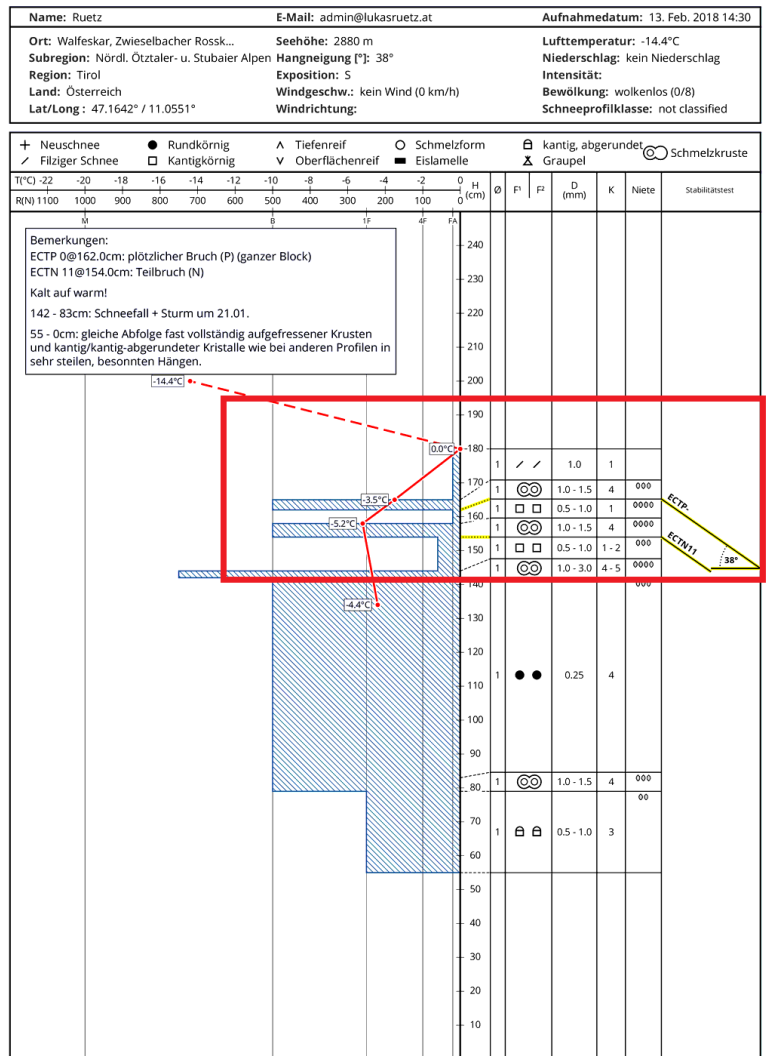 Name: Ruetz E-Mail: admin@lukasruetz.at Aufnahmedatum: 13. Feb. 2018 14:30
Ort: Walfeskar, Zwieselbacher Rossk... Seehöhe: 2880 m Lufttemperatur: -14.4°C
Subregion: Nördl. Ötztaler- u. Stubaier Alpen Hangneigung [°]: 38° Niederschlag: kein Niederschlag
Region: Tirol Exposition: S Intensität:
Land: Österreich Windgeschw.: kein Wind (0 km/h) Bewölkung: wolkenlos (0/8)
Lat/Long : 47.1642° / 11.0551° Windrichtung: Schneeprofilklasse: not classified
Neuschnee Rundkörnig Tiefenreif Schmelzform kantig, abgerundet Schmelzkruste
Filziger Schnee Kantigkörnig Oberflächenreif Eislamelle Graupel
T(°C) -22 -20 -18 -16 -14 -12 -10 -8 -6 -4 -2 0 H (cm) Ø F¹ F² D (mm) K Niete Stabilitätstest
R(N) 1100 1000 900 800 700 600 500 400 300 200 100 0
M B 1F 4F FA
Bemerkungen:
ECTP 0@162.0cm: plötzlicher Bruch (P) (ganzer Block)
ECTN 11@154.0cm: Teilbruch (N)
Kalt auf warm!
142 - 83cm: Schneefall + Sturm um 21.01.
55 - 0cm: gleiche Abfolge fast vollständig aufgefressener Krusten
und kantig/kantig-abgerundeter Kristalle wie bei anderen Profilen in
sehr steilen, besonnten Hängen.
240
230
220
210
200
-14.4°C
190
0.0°C 180
1 1.0 1
170
-3.5°C 1 1.0 - 1.5 4 000
1 0.5 - 1.0 1 0000 ECTP-
160
-5.2°C 1 1.0 - 1.5 4 0000
150 1 0.5 - 1.0 1 - 2 000 ECTN11
38°
1 1.0 - 3.0 4 - 5 0000
140 000
-4.4°C
130
120
1 0.25 4
110
100
90
1 1.0 - 1.5 4 000
80
00
70
1 0.5 - 1.0 3
60
50
40
30
20
10